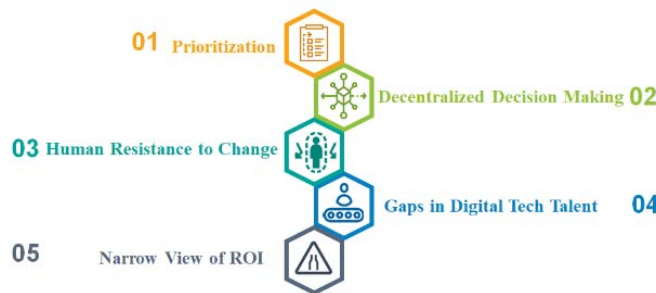 01 Prioritization
Decentralized Decision Making 02
03 Human Resistance to Change
Gaps in Digital Tech Talent 04
05 Narrow View of ROI